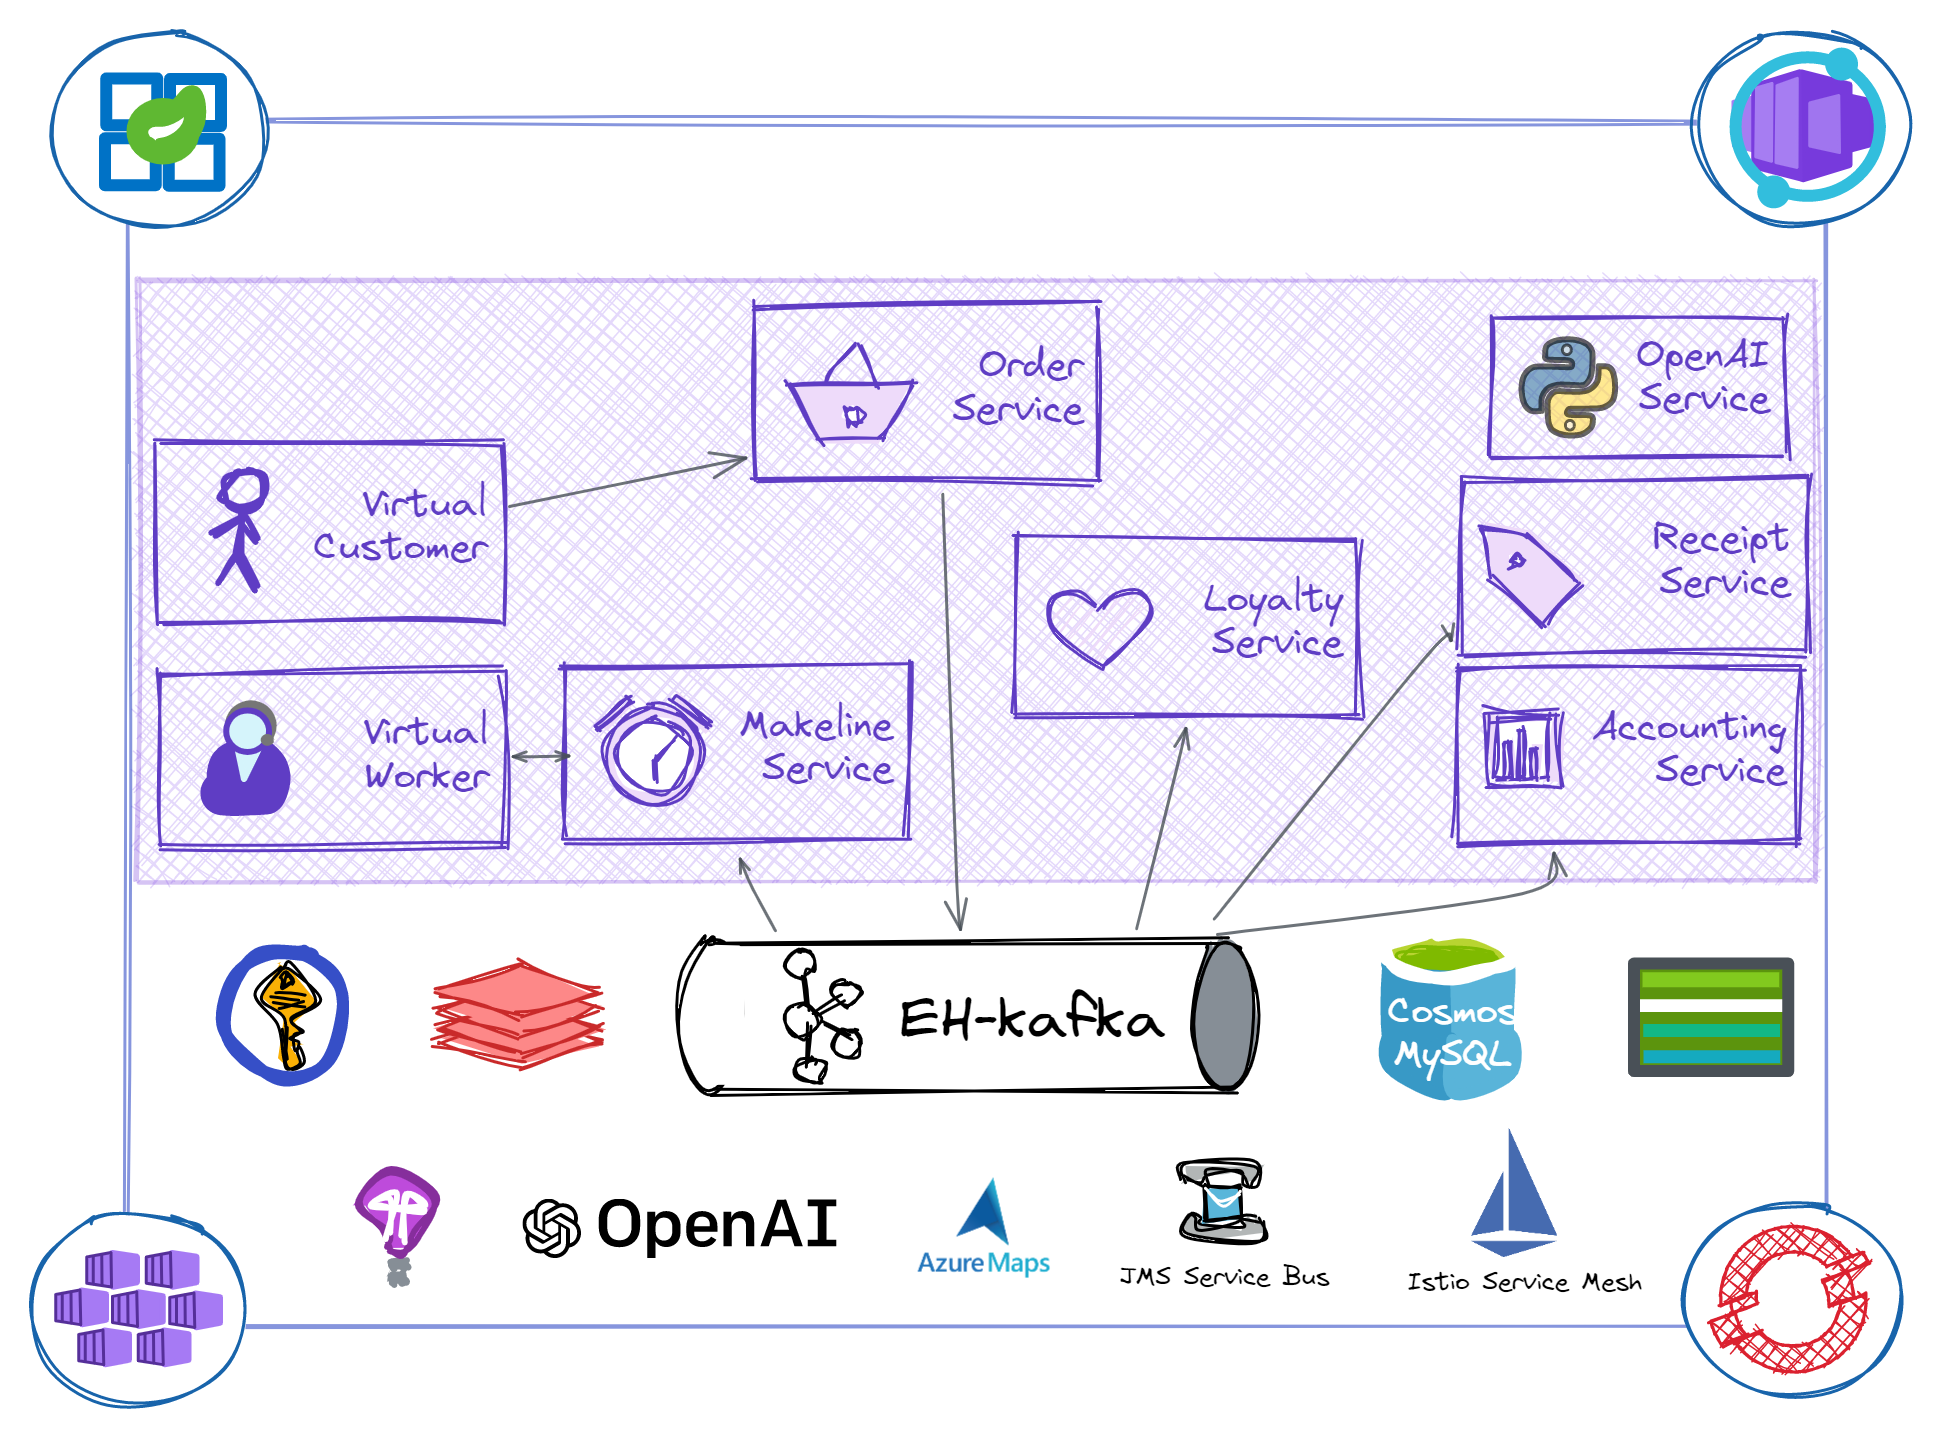 Order
Service
OpenAI
Service
Virtual
Customer
Receipt
Service
Loyalty
Service
Virtual
Worker
Makeline
Service
Accounting
Service
EH-kafka
Cosmos
MySQL
OpenAI
Azure Maps
JMS Service Bus
Istio Service Mesh